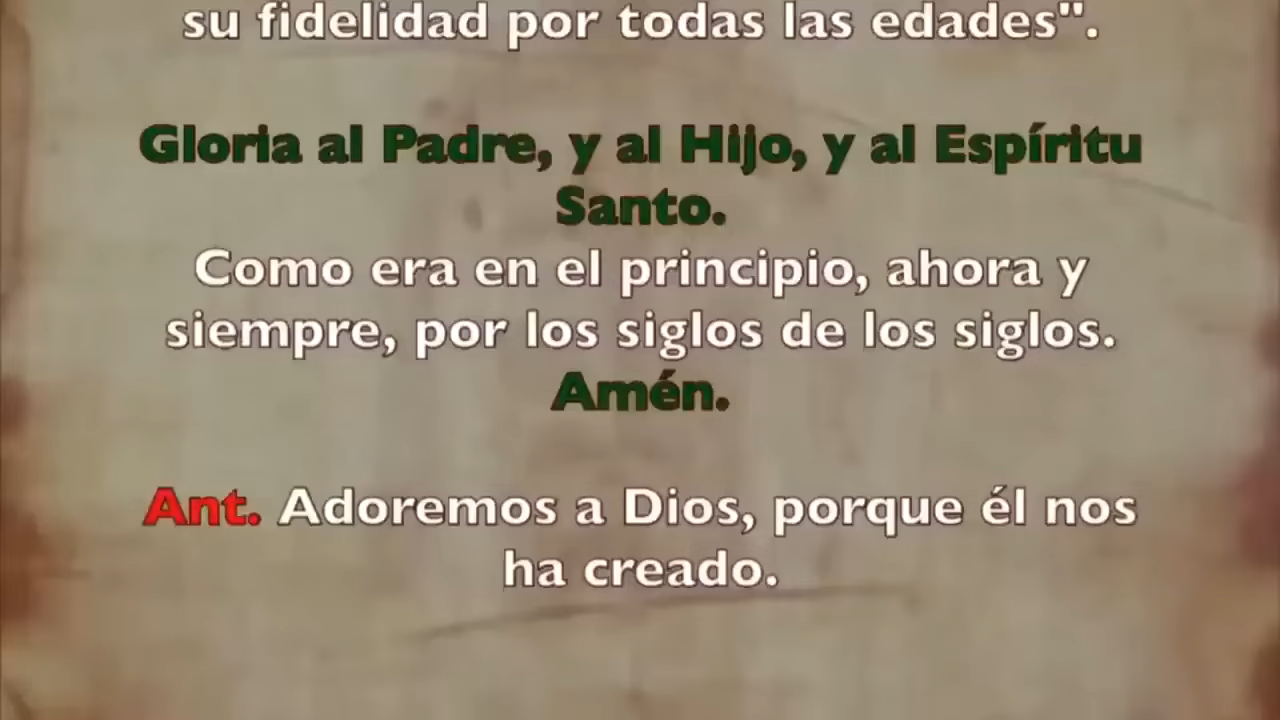 su fidelidad por todas las edades".
Gloria al Padre, y al Hijo, y al Espíritu
Santo.
Como era en el principio, ahora y
siempre, por los siglos de los siglos.
Amén.
Ant. Adoremos a Dios, porque él nos
ha creado.